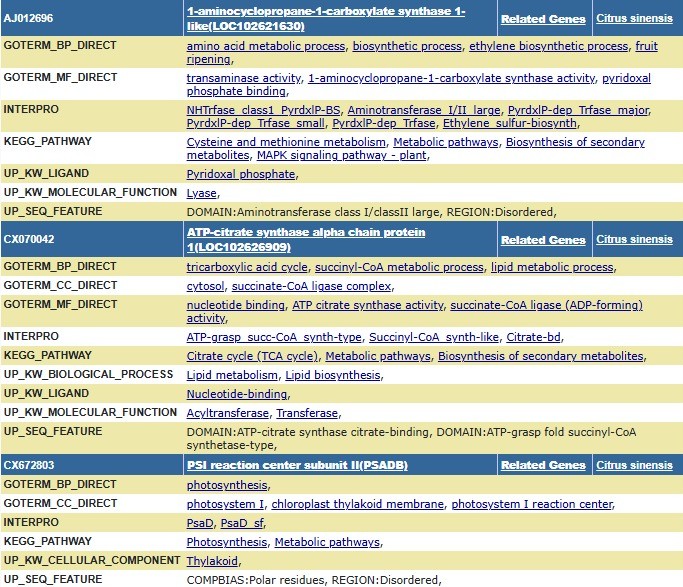 AJ012696 1-aminocyclopropane-1-carboxylate synthase 1-
like(LOC102621630) Related Genes Citrus sinensis
GOTERM_BP_DIRECT amino acid metabolic process, biosynthetic process, ethylene biosynthetic process, fruit
ripening,
GOTERM_MF_DIRECT transaminase activity, 1-aminocyclopropane-1-carboxylate synthase activity, pyridoxal
phosphate binding,
INTERPRO NHTrfase_class1_PyrdxlP-BS, Aminotransferase_I/II_large, PyrdxlP-dep_Trfase_major,
PyrdxlP-dep_Trfase_small, PyrdxlP-dep_Trfase, Ethylene_sulfur-biosynth,
KEGG_PATHWAY Cysteine and methionine metabolism, Metabolic pathways, Biosynthesis of secondary
metabolites, MAPK signaling pathway - plant,
UP_KW_LIGAND Pyridoxal phosphate,
UP_KW_MOLECULAR_FUNCTION Lyase,
UP_SEQ_FEATURE DOMAIN:Aminotransferase class I/classII large, REGION:Disordered,
CX070042 ATP-citrate synthase alpha chain protein
1(LOC102626909) Related Genes Citrus sinensis
GOTERM_BP_DIRECT tricarboxylic acid cycle, succinyl-CoA metabolic process, lipid metabolic process,
GOTERM_CC_DIRECT cytosol, succinate-CoA ligase complex,
GOTERM_MF_DIRECT nucleotide binding, ATP citrate synthase activity, succinate-CoA ligase (ADP-forming)
activity,
INTERPRO ATP-grasp_succ-CoA_synth-type, Succinyl-CoA_synth-like, Citrate-bd,
KEGG_PATHWAY Citrate cycle (TCA cycle), Metabolic pathways, Biosynthesis of secondary metabolites,
UP_KW_BIOLOGICAL_PROCESS Lipid metabolism, Lipid biosynthesis,
UP_KW_LIGAND Nucleotide-binding,
UP_KW_MOLECULAR_FUNCTION Acyltransferase, Transferase,
UP_SEQ_FEATURE DOMAIN:ATP-citrate synthase citrate-binding, DOMAIN:ATP-grasp fold succinyl-CoA
synthetase-type,
CX672803 PSI reaction center subunit II(PSADB) Related Genes Citrus sinensis
GOTERM_BP_DIRECT photosynthesis,
GOTERM_CC_DIRECT photosystem I, chloroplast thylakoid membrane, photosystem I reaction center,
INTERPRO PsaD, PsaD_sf,
KEGG_PATHWAY Photosynthesis, Metabolic pathways,
UP_KW_CELLULAR_COMPONENT Thylakoid,
UP_SEQ_FEATURE COMPBIAS:Polar residues, REGION:Disordered,